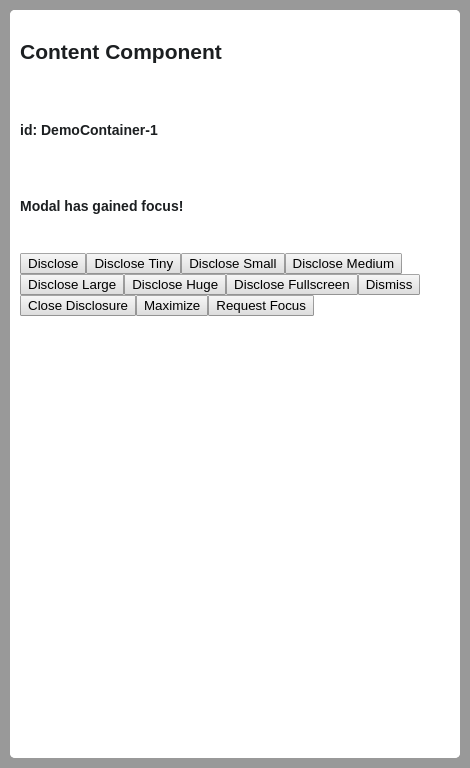 Content Component
id: DemoContainer-1
Modal has gained focus!
Disclose Disclose Tiny Disclose Small Disclose Medium
Disclose Large Disclose Huge Disclose Fullscreen Dismiss
Close Disclosure Maximize Request Focus